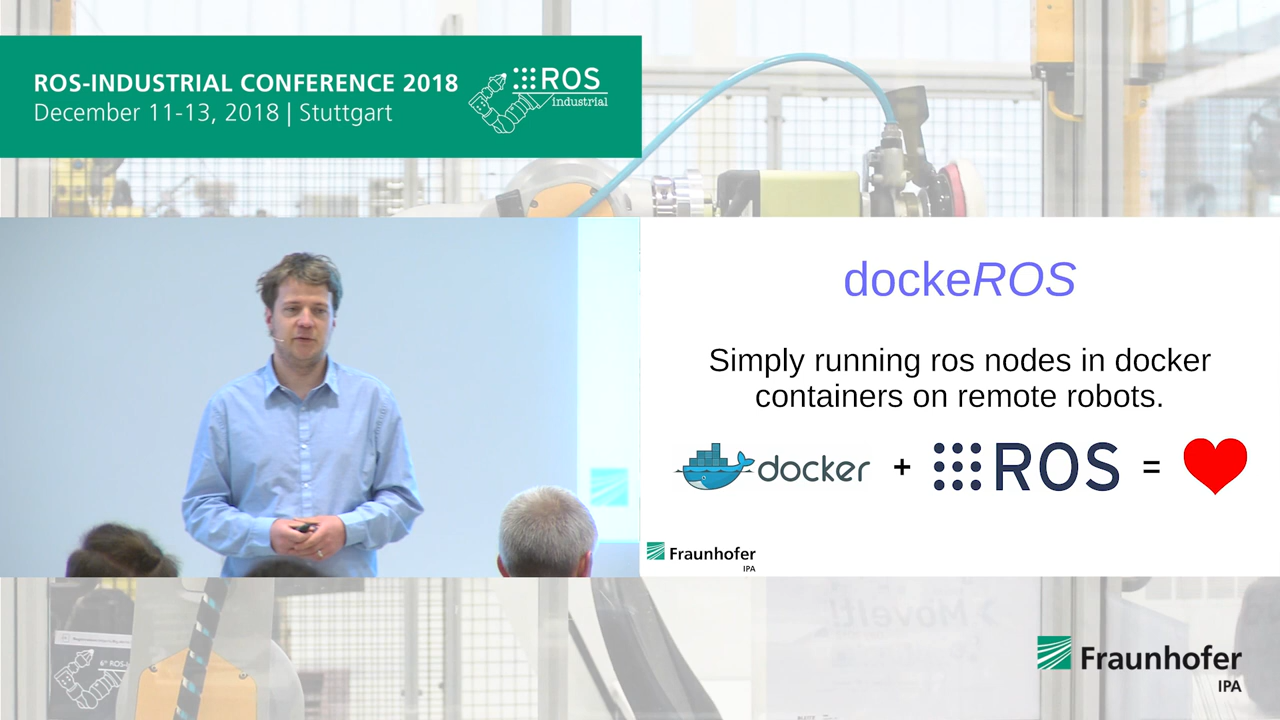 ROS-INDUSTRIAL CONFERENCE 2018
December 11-13, 2018 | Stuttgart
ROS
industrial
dockeROS
Simply running ros nodes in docker
containers on remote robots.
docker + ROS =
Fraunhofer
IPA
MoveIt!
Fraunhofer
IPA